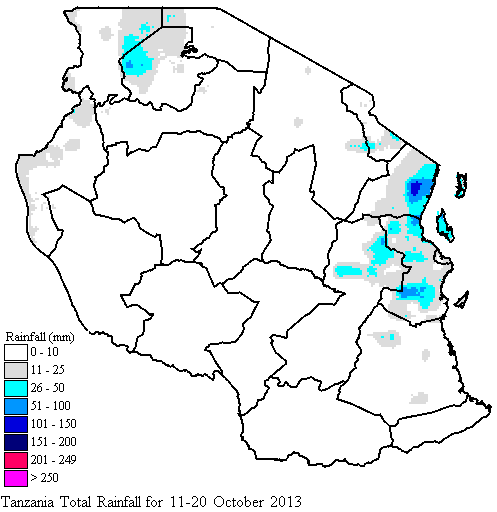 Rainfall (mm)
0 - 10
11 - 25
26 - 50
51 - 100
101 - 150
151 - 200
201 - 249
> 250
Tanzania Total Rainfall for 11-20 October 2013